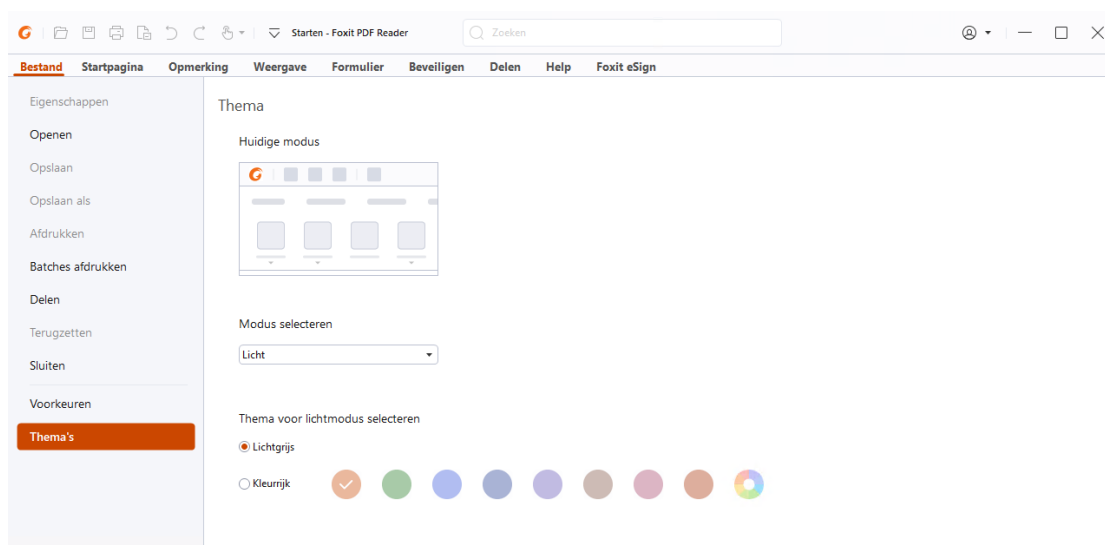 Starten - Foxit PDF Reader
Zoeken
Bestand Startpagina Opmerking Weergave Formulier Beveiligen Delen Help Foxit eSign
Eigenschappen
Openen
Opslaan
Opslaan als
Afdrukken
Batches afdrukken
Delen
Terugzetten
Sluiten
Voorkeuren
Thema's
Thema
Huidige modus
Modus selecteren
Licht
Thema voor lichtmodus selecteren
Lichtgrijs
Kleurrijk